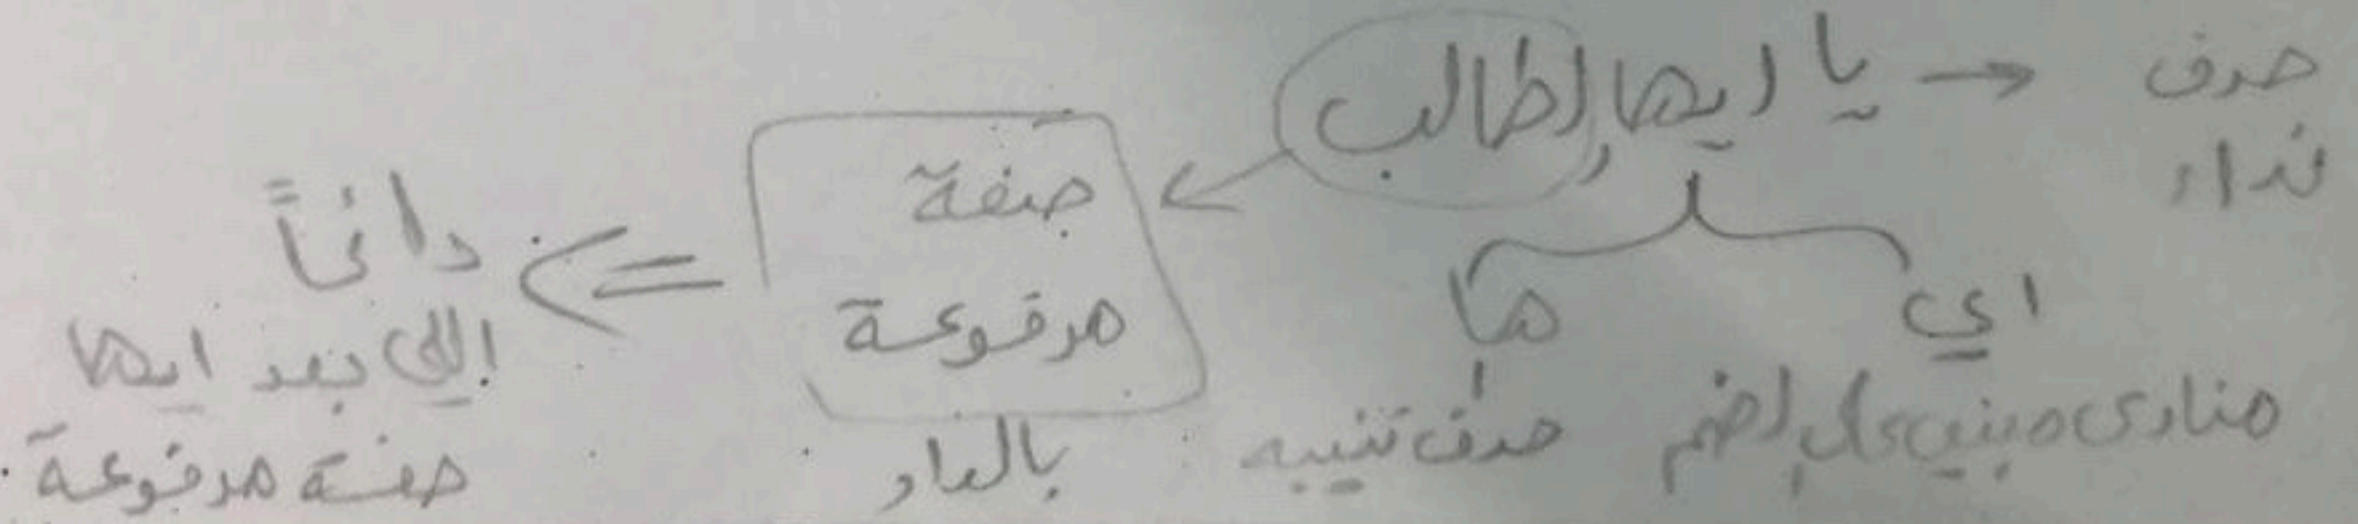 يا ايها الطالب → حرف
نداء
اي
منادى مبني على الضم
ها
حرف تنبيه
صفة
مرفوعة
دائماً
اللي بعد ايها
صفة مرفوعة